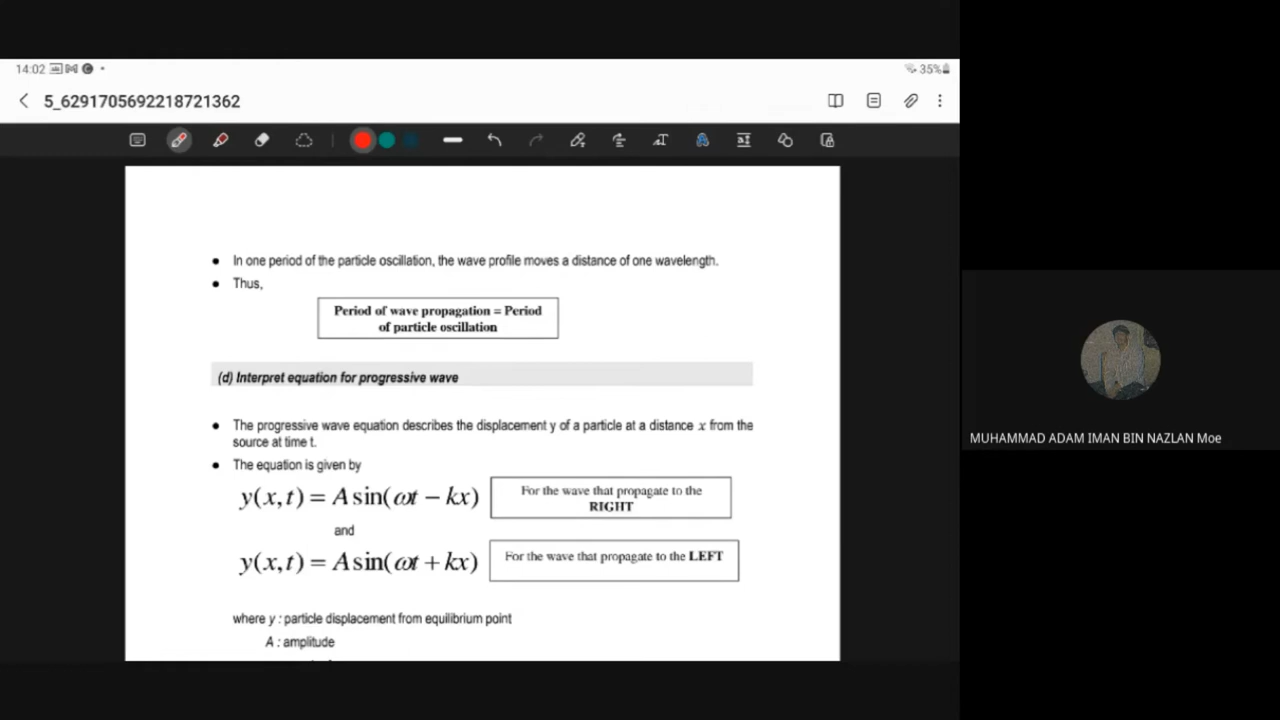 14:02
35%
5_6291705692218721362
• In one period of the particle oscillation, the wave profile moves a distance of one wavelength.
• Thus,
Period of wave propagation = Period
of particle oscillation
(d) Interpret equation for progressive wave
• The progressive wave equation describes the displacement y of a particle at a distance x from the
source at time t.
• The equation is given by
y(x,t) = A sin(ωt − kx)
For the wave that propagate to the
RIGHT
and
y(x,t) = A sin(ωt + kx)
For the wave that propagate to the LEFT
where y : particle displacement from equilibrium point
A : amplitude
MUHAMMAD ADAM IMAN BIN NAZLAN Moe